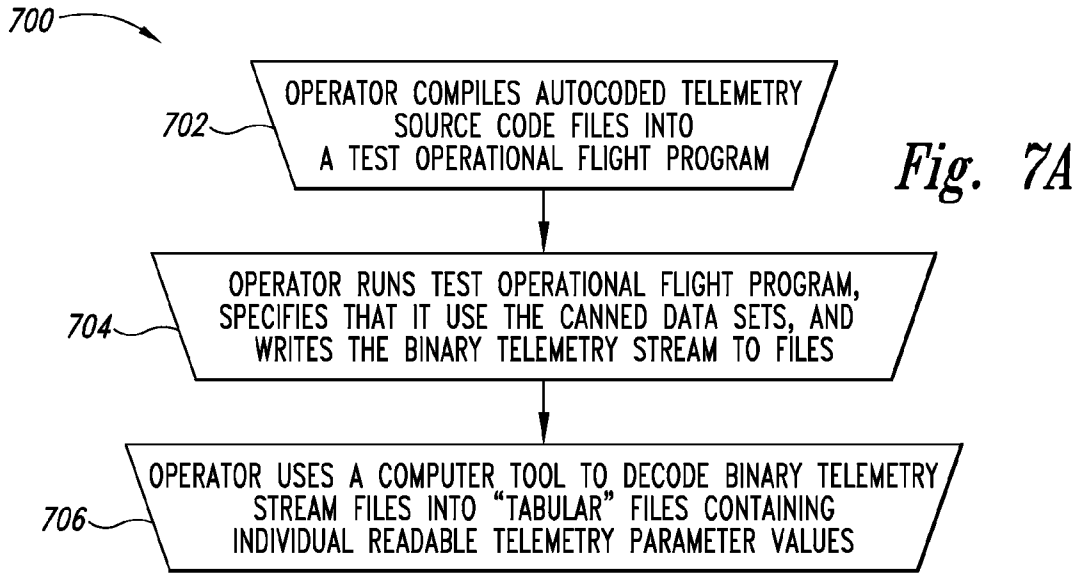 700
OPERATOR COMPILES AUTOCODED TELEMETRY
SOURCE CODE FILES INTO
A TEST OPERATIONAL FLIGHT PROGRAM
702
Fig. 7A
OPERATOR RUNS TEST OPERATIONAL FLIGHT PROGRAM,
SPECIFIES THAT IT USE THE CANNED DATA SETS, AND
WRITES THE BINARY TELEMETRY STREAM TO FILES
704
OPERATOR USES A COMPUTER TOOL TO DECODE BINARY TELEMETRY
STREAM FILES INTO “TABULAR” FILES CONTAINING
INDIVIDUAL READABLE TELEMETRY PARAMETER VALUES
706